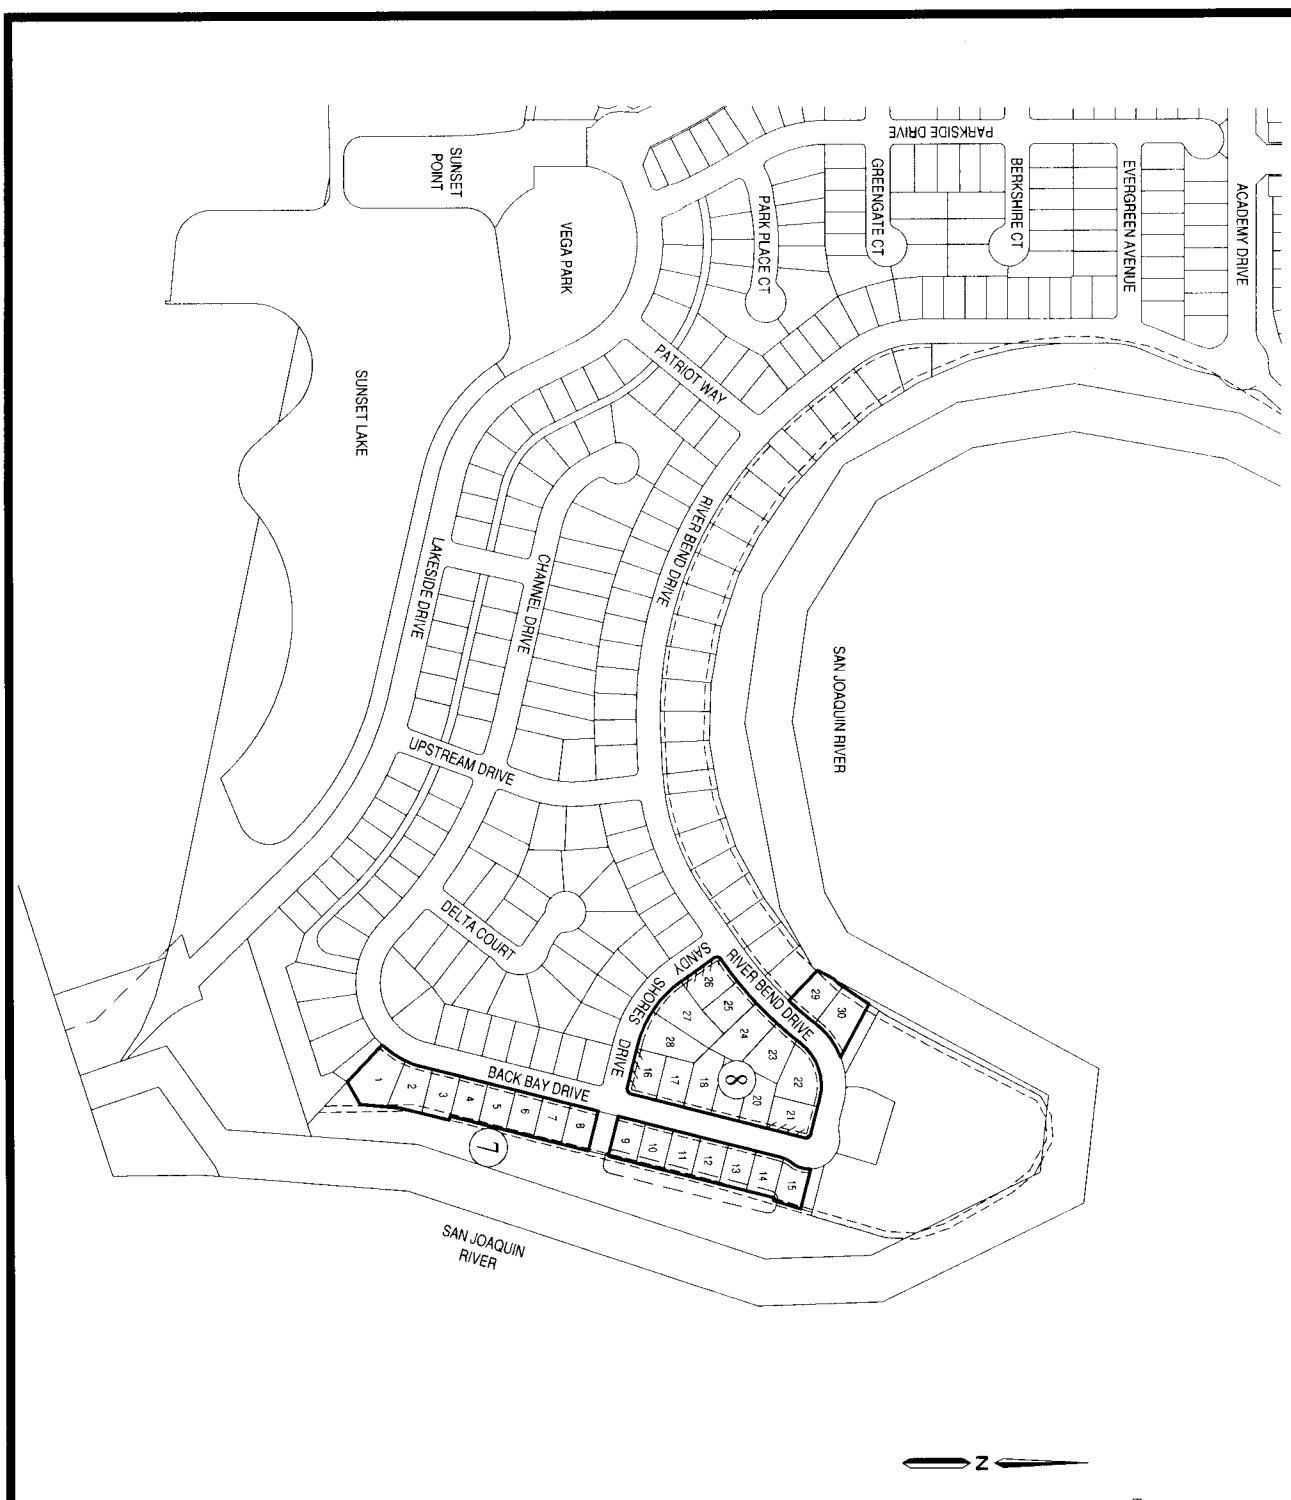 PARKSIDE DRIVE
SUNSET
POINT
GREENGATE CT
BERKSHIRE CT
EVERGREEN AVENUE
ACADEMY DRIVE
PARK PLACE CT
VEGA PARK
SUNSET LAKE
PATRIOT WAY
RIVER BEND DRIVE
LAKESIDE DRIVE
CHANNEL DRIVE
SAN JOAQUIN RIVER
UPSTREAM DRIVE
DELTA COURT
SANDY SHORES DRIVE
RIVER BEND DRIVE
26
25
27
24
23
22
28
16
17
18
20
21
8
29
30
BACK BAY DRIVE
1
2
3
4
5
6
7
8
7
9
10
11
12
13
14
15
SAN JOAQUIN
RIVER
N